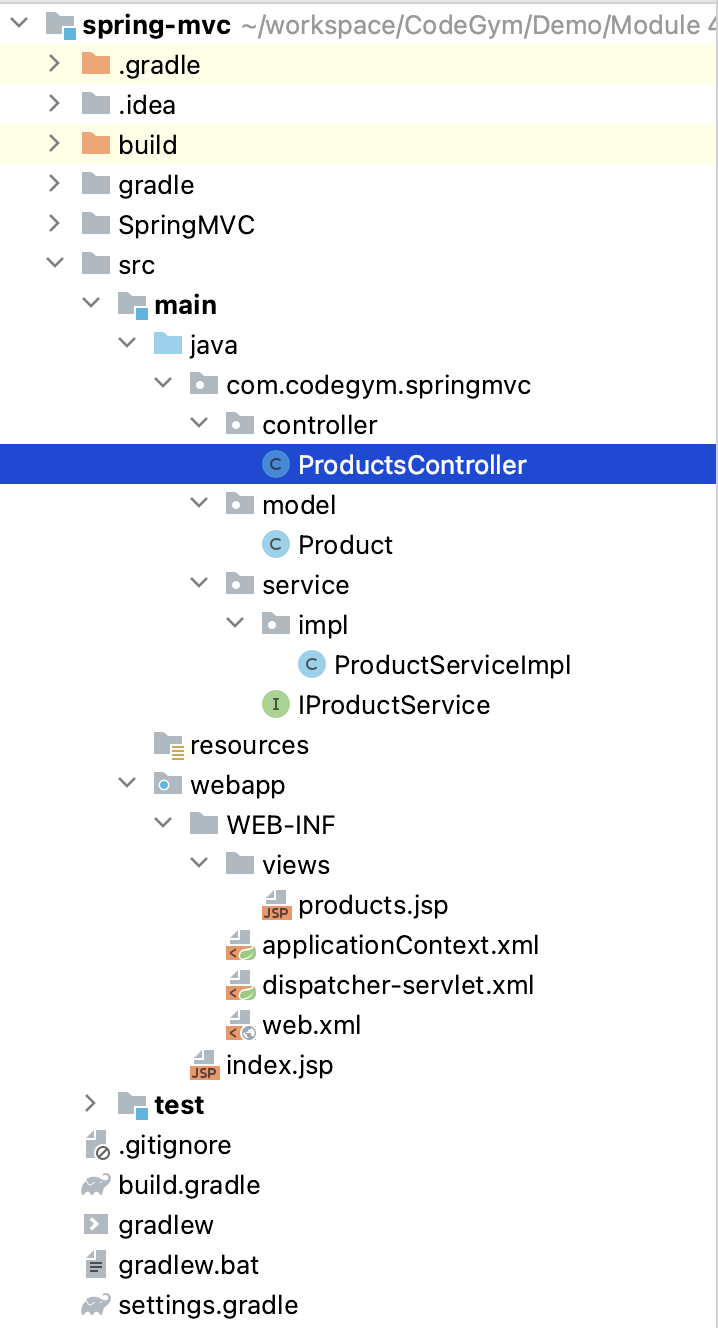 spring-mvc ~/workspace/CodeGym/Demo/Module 4
.gradle
.idea
build
gradle
SpringMVC
src
main
java
com.codegym.springmvc
controller
C ProductsController
model
C Product
service
impl
C ProductServiceImpl
I IProductService
resources
webapp
WEB-INF
views
JSP products.jsp
applicationContext.xml
dispatcher-servlet.xml
web.xml
JSP index.jsp
test
.gitignore
build.gradle
gradlew
gradlew.bat
settings.gradle